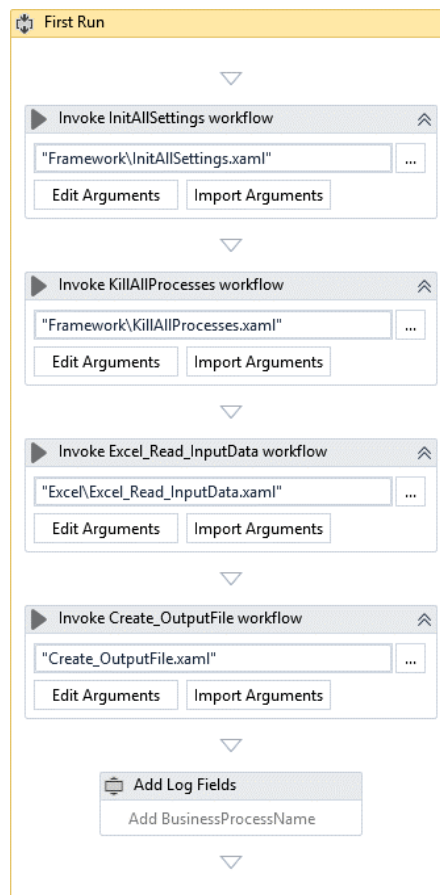 First Run
Invoke InitAllSettings workflow
"Framework\InitAllSettings.xaml"
...
Edit Arguments
Import Arguments
Invoke KillAllProcesses workflow
"Framework\KillAllProcesses.xaml"
...
Edit Arguments
Import Arguments
Invoke Excel_Read_InputData workflow
"Excel\Excel_Read_InputData.xaml"
...
Edit Arguments
Import Arguments
Invoke Create_OutputFile workflow
"Create_OutputFile.xaml"
...
Edit Arguments
Import Arguments
Add Log Fields
Add BusinessProcessName